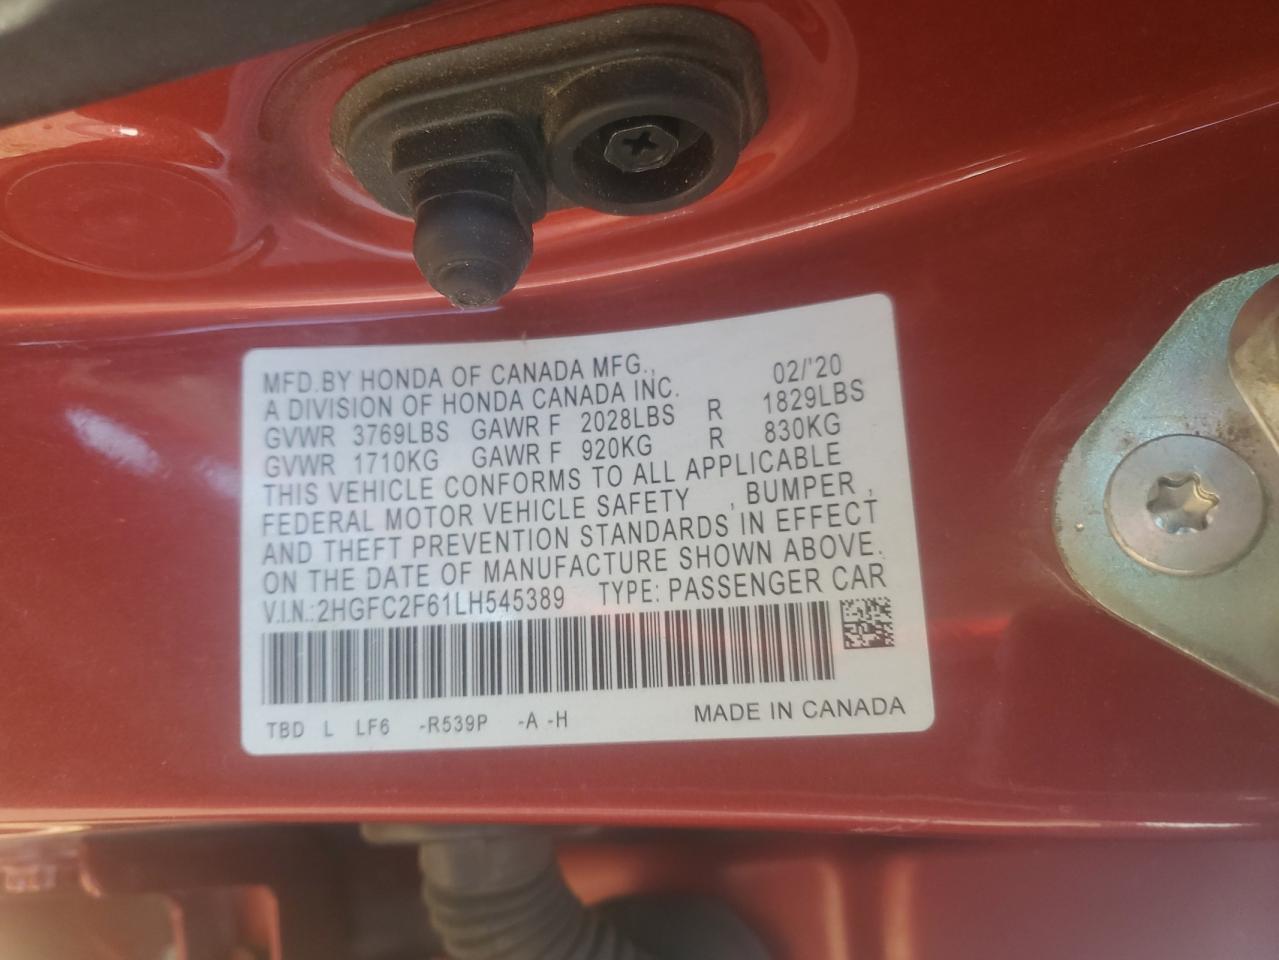 MFD.BY HONDA OF CANADA MFG., 02/'20
A DIVISION OF HONDA CANADA INC.
GVWR 3769LBS GAWR F 2028LBS R 1829LBS
GVWR 1710KG GAWR F 920KG R 830KG
THIS VEHICLE CONFORMS TO ALL APPLICABLE
FEDERAL MOTOR VEHICLE SAFETY , BUMPER ,
AND THEFT PREVENTION STANDARDS IN EFFECT
ON THE DATE OF MANUFACTURE SHOWN ABOVE.
V.I.N.:2HGFC2F61LH545389 TYPE: PASSENGER CAR
TBD L LF6 -R539P -A -H MADE IN CANADA